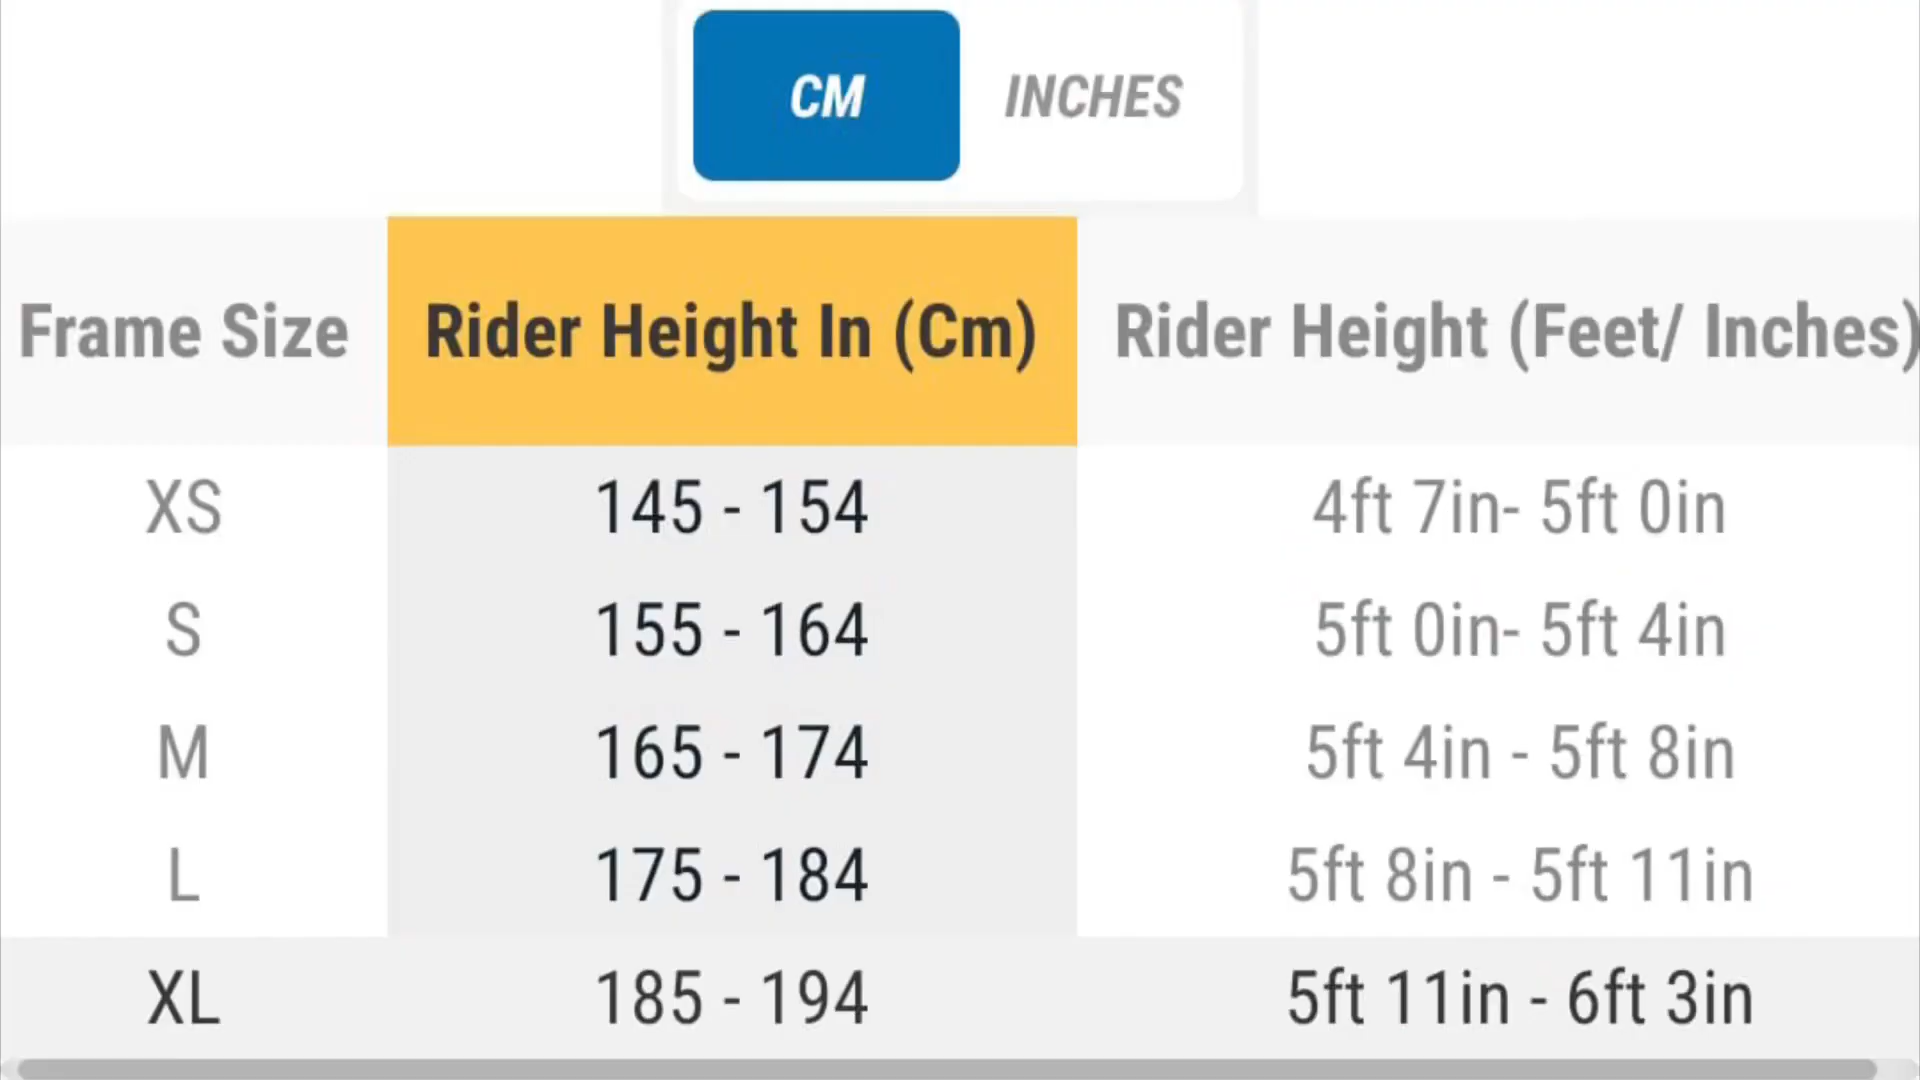 CM INCHES
Frame Size Rider Height In (Cm) Rider Height (Feet/ Inches)
XS 145 - 154 4ft 7in- 5ft 0in
S 155 - 164 5ft 0in- 5ft 4in
M 165 - 174 5ft 4in - 5ft 8in
L 175 - 184 5ft 8in - 5ft 11in
XL 185 - 194 5ft 11in - 6ft 3in